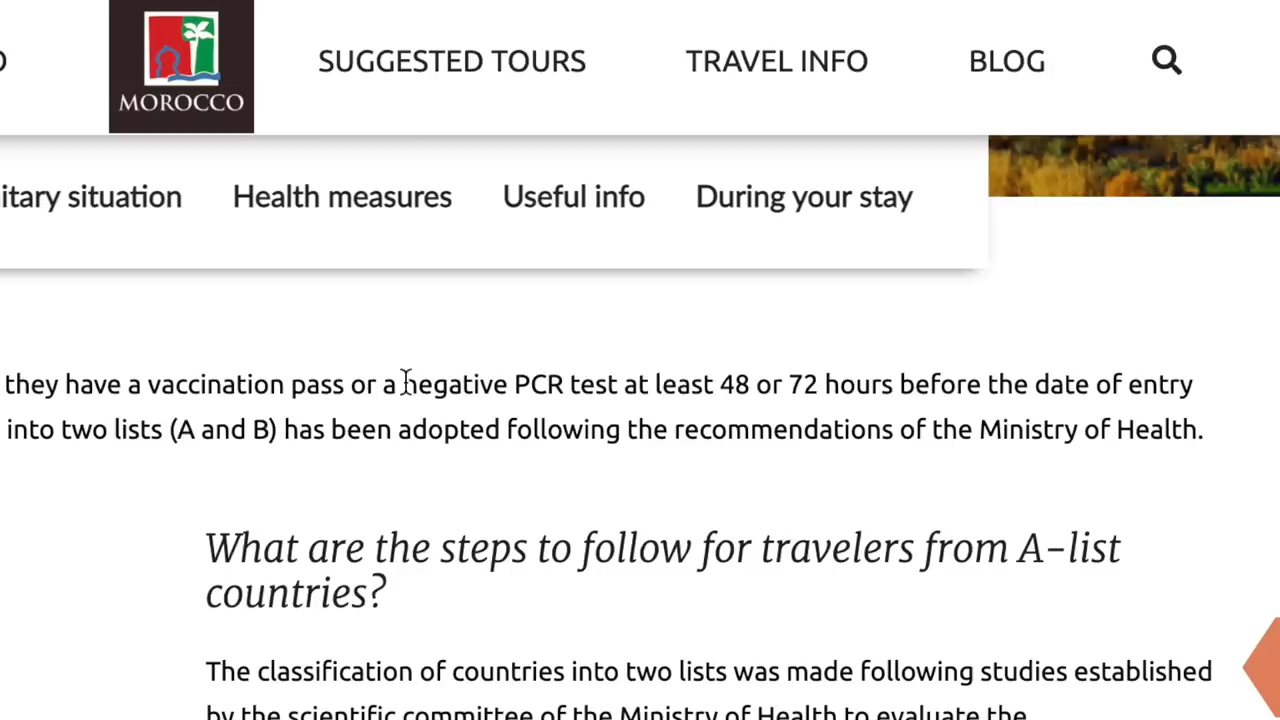 SUGGESTED TOURS
TRAVEL INFO
BLOG
MOROCCO
situation
Health measures
Useful info
During your stay
they have a vaccination pass or a negative PCR test at least 48 or 72 hours before the date of entry
into two lists (A and B) has been adopted following the recommendations of the Ministry of Health.
What are the steps to follow for travelers from A-list
countries?
The classification of countries into two lists was made following studies established
by the scientific committee of the Ministry of Health to evaluate the